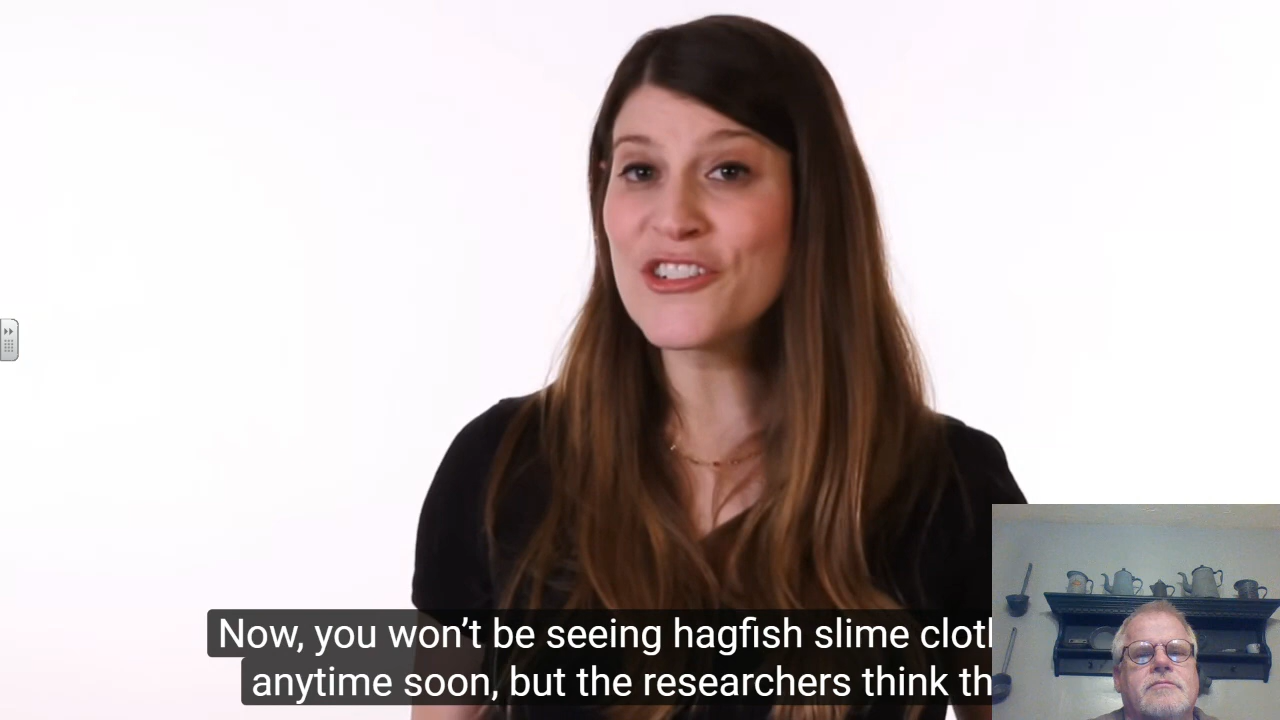 Now, you won’t be seeing hagfish slime
anytime soon, but the researchers think